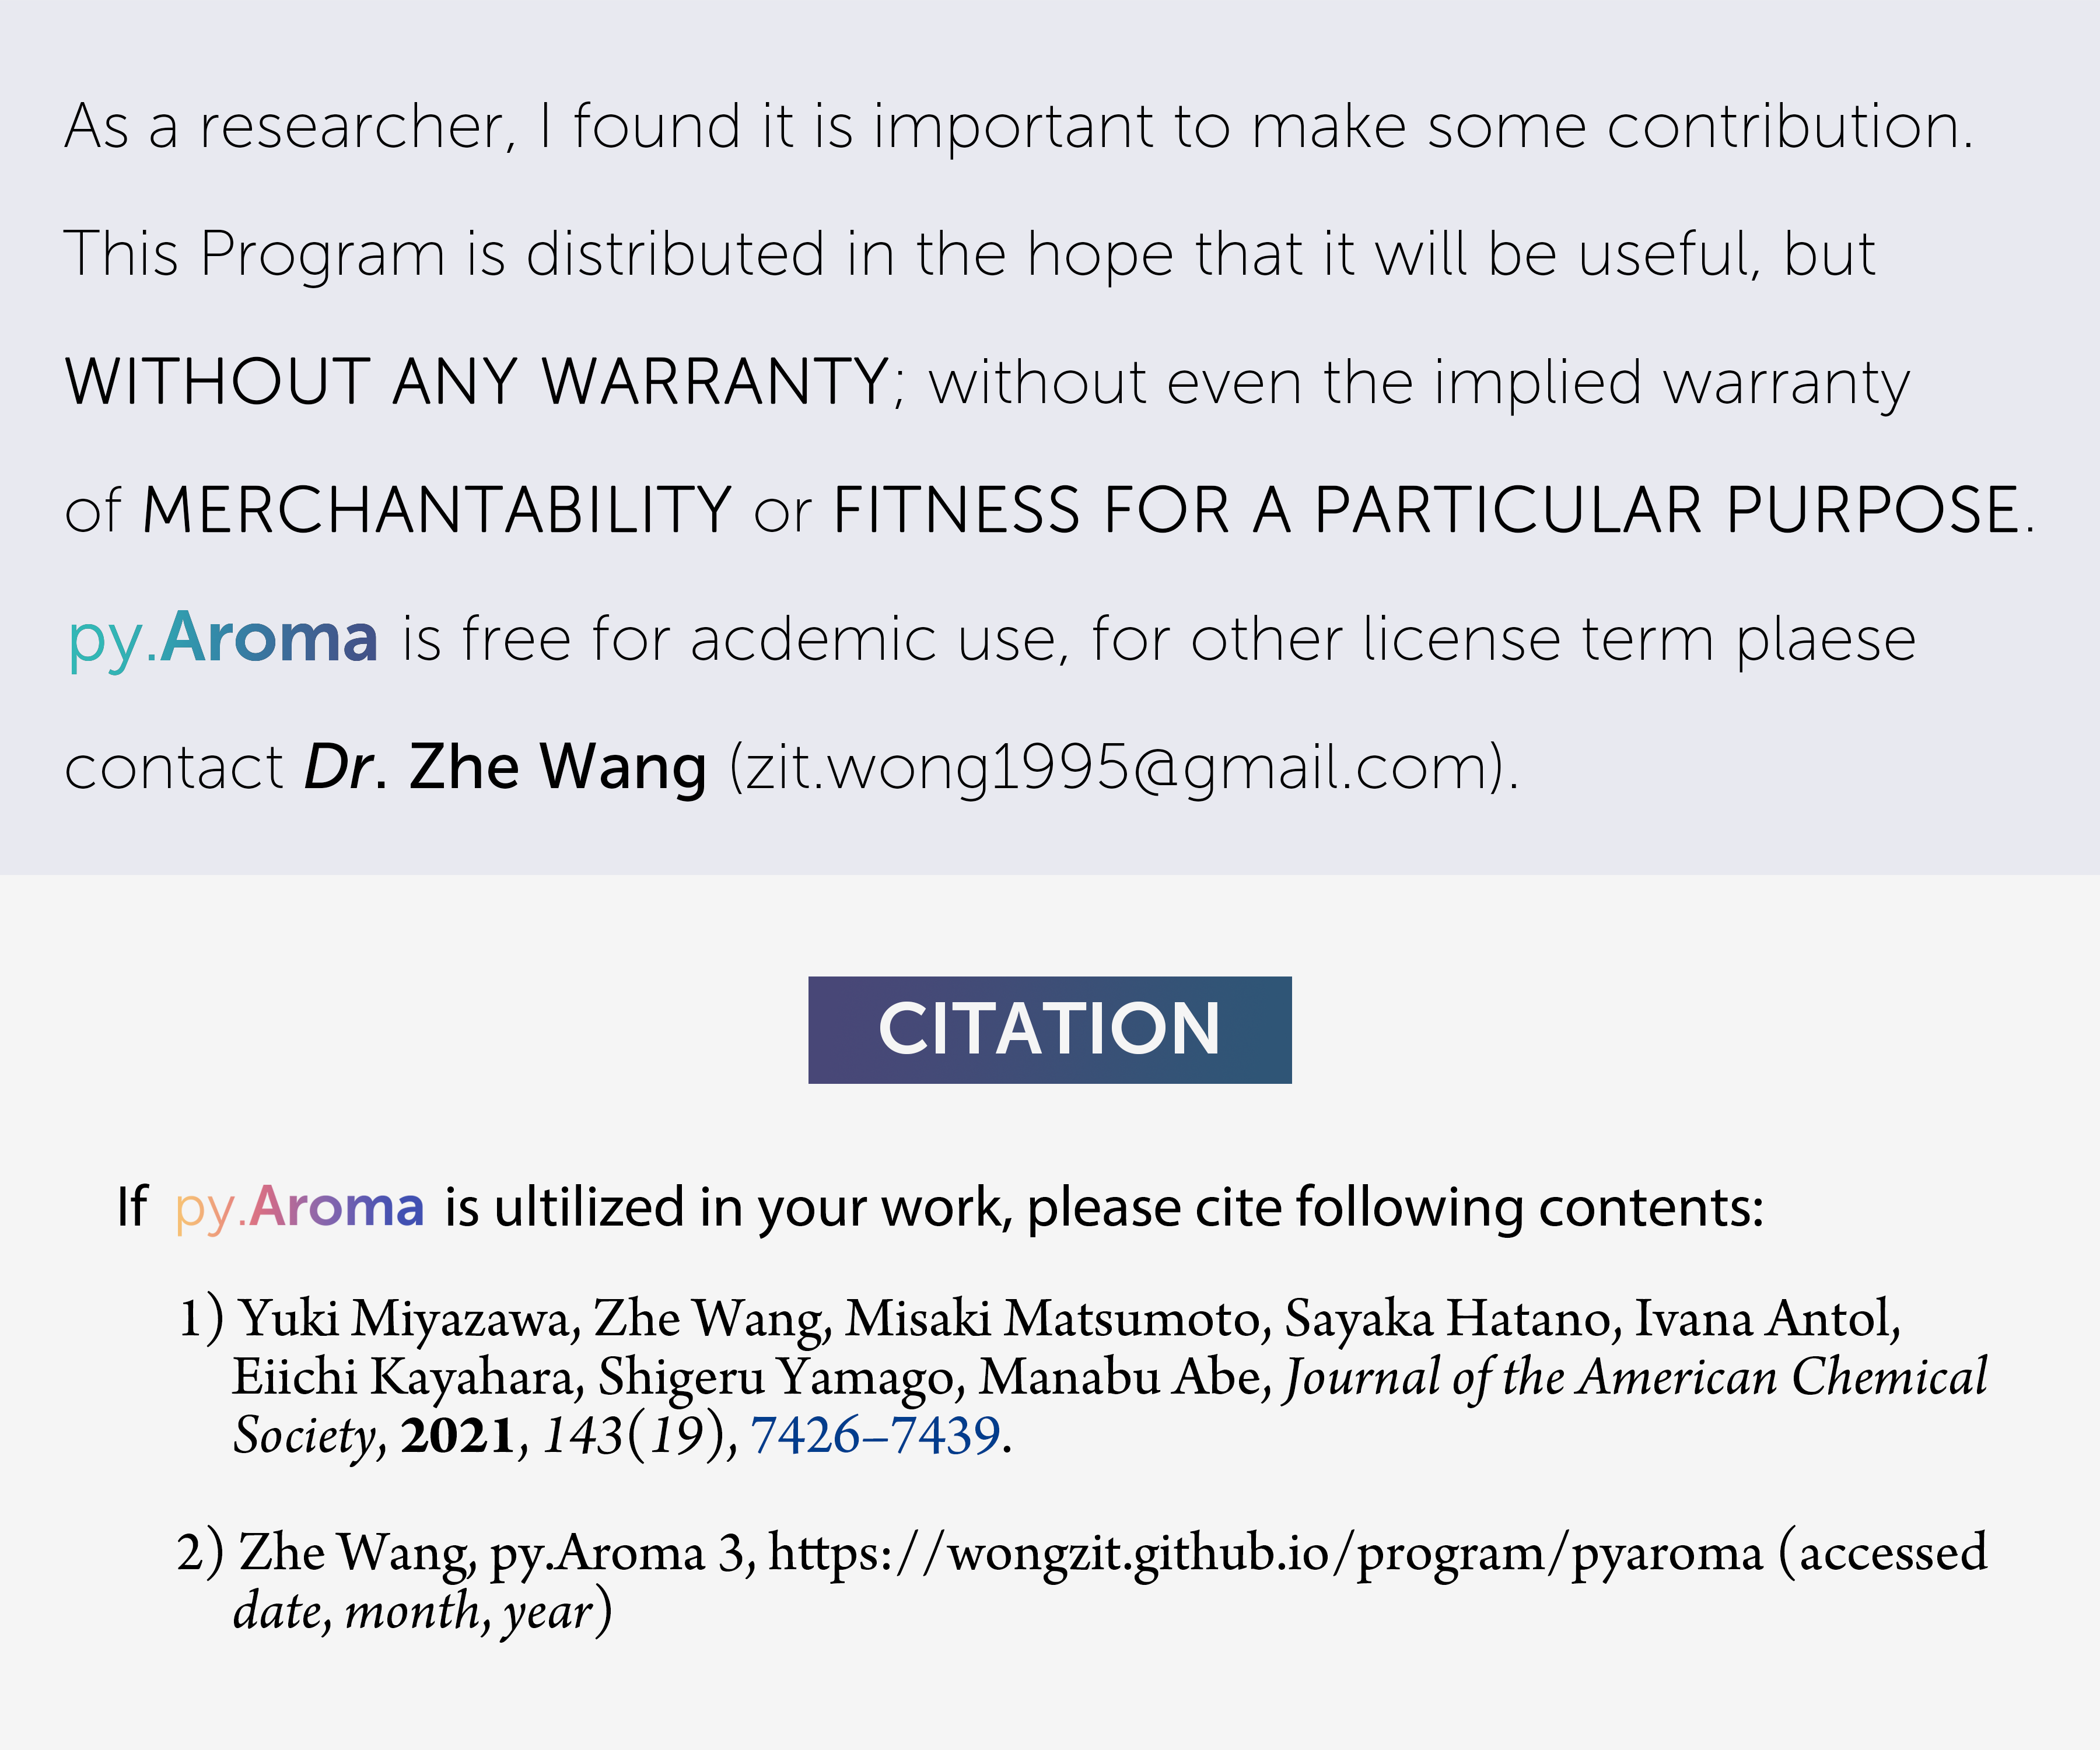 As a researcher, I found it is important to make some contribution.
This Program is distributed in the hope that it will be useful, but
WITHOUT ANY WARRANTY; without even the implied warranty
of MERCHANTABILITY or FITNESS FOR A PARTICULAR PURPOSE.
py.Aroma is free for acdemic use, for other license term plaese
contact Dr. Zhe Wang (zit.wong1995@gmail.com).
CITATION
If py.Aroma is ultilized in your work, please cite following contents:
1) Yuki Miyazawa, Zhe Wang, Misaki Matsumoto, Sayaka Hatano, Ivana Antol,
Eiichi Kayahara, Shigeru Yamago, Manabu Abe, Journal of the American Chemical
Society, 2021, 143(19), 7426–7439.
2) Zhe Wang, py.Aroma 3, https://wongzit.github.io/program/pyaroma (accessed
date, month, year)